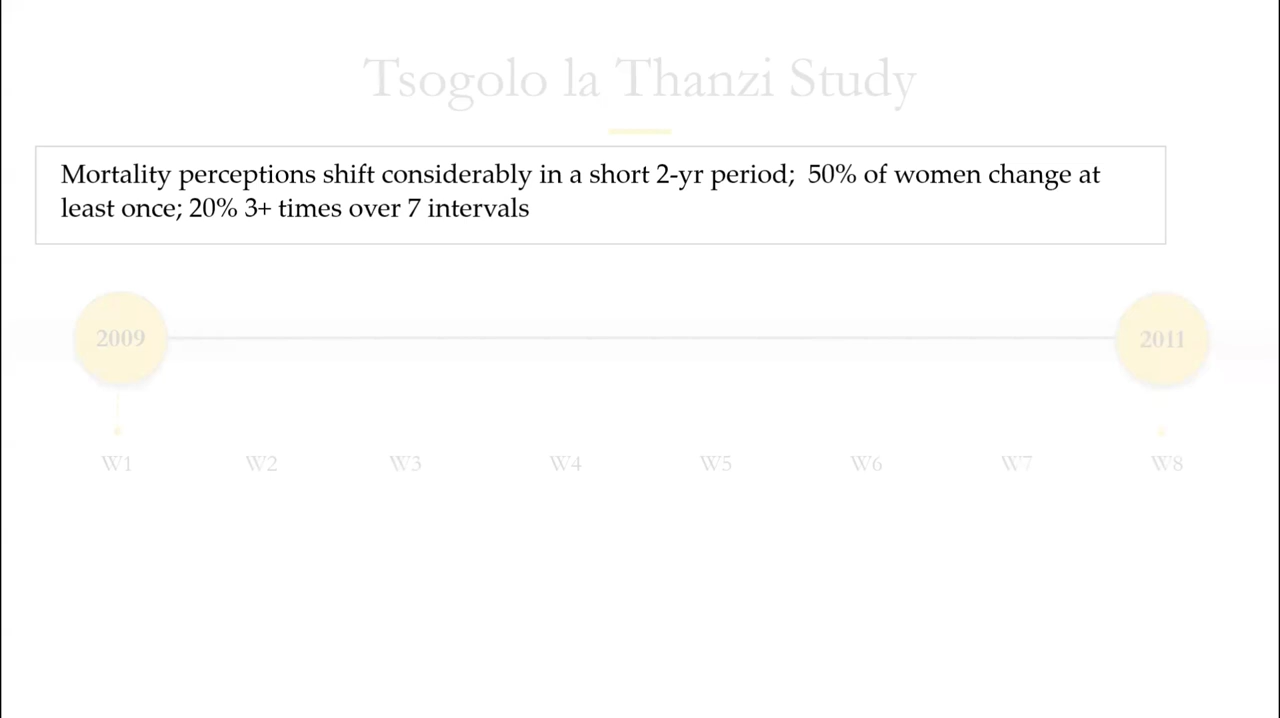 Tsogolo la Thanzi Study
Mortality perceptions shift considerably in a short 2-yr period;  50% of women change at
least once; 20% 3+ times over 7 intervals
2009
2011
W1
W2
W3
W4
W5
W6
W7
W8